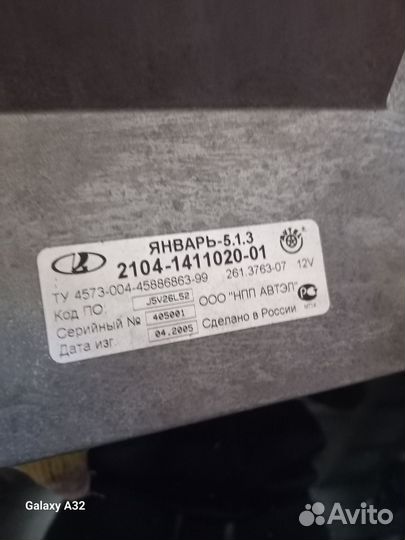 ЯНВАРЬ-5.1.3
2104-1411020-01
ТУ 4573-004-45886863-99 261.3763-07 12V
Код ПО: J5V26L52 ООО "НПП АВТЭЛ"
Серийный № 405001
Дата изг. 04.2005 Сделано в России
Galaxy A32
Avito